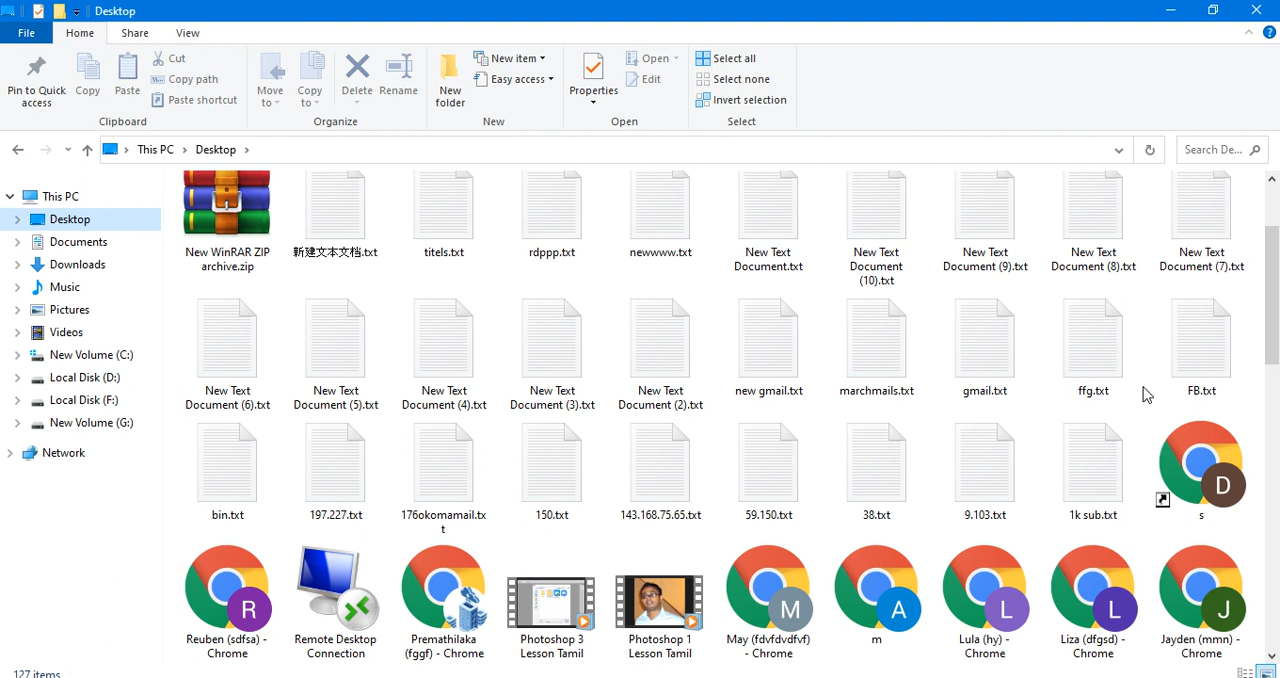 Desktop
File Home Share View
Pin to Quick access
Copy
Paste
Cut
Copy path
Paste shortcut
Clipboard
Move to
Copy to
Delete
Rename
Organize
New folder
New item
Easy access
New
Properties
Open
Edit
Open
Select all
Select none
Invert selection
Select
This PC Desktop
Search De...
This PC
Desktop
Documents
Downloads
Music
Pictures
Videos
New Volume (C:)
Local Disk (D:)
Local Disk (F:)
New Volume (G:)
Network
New WinRAR ZIP
archive.zip
新建文本文档.txt
titels.txt
rdppp.txt
newwww.txt
New Text
Document.txt
New Text
Document
(10).txt
New Text
Document (9).txt
New Text
Document (8).txt
New Text
Document (7).txt
New Text
Document (6).txt
New Text
Document (5).txt
New Text
Document (4).txt
New Text
Document (3).txt
New Text
Document (2).txt
new gmail.txt
marchmails.txt
gmail.txt
ffg.txt
FB.txt
bin.txt
197.227.txt
176okomamail.tx
t
150.txt
143.168.75.65.txt
59.150.txt
38.txt
9.103.txt
1k sub.txt
D
s
R
Reuben (sdfsa) -
Chrome
Remote Desktop
Connection
Premathilaka
(fggf) - Chrome
Photoshop 3
Lesson Tamil
Photoshop 1
Lesson Tamil
M
May (fdvfdvdfvf)
- Chrome
A
m
L
Lula (hy) -
Chrome
L
Liza (dfgsd) -
Chrome
J
Jayden (mmn) -
Chrome
127 items